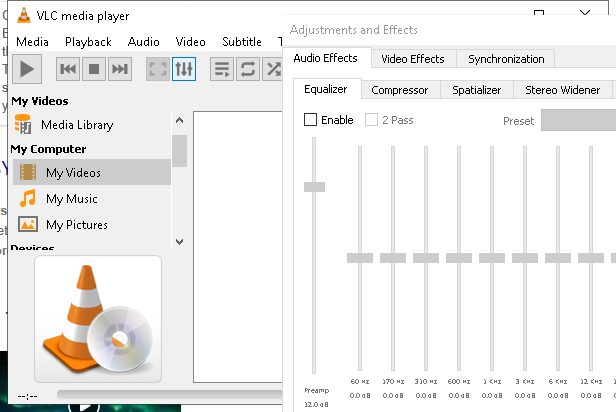 VLC media player
Media Playback Audio Video Subtitle
My Videos
Media Library
My Computer
My Videos
My Music
My Pictures
Devices
--:--
Adjustments and Effects
Audio Effects Video Effects Synchronization
Equalizer Compressor Spatializer Stereo Widener
Enable 2 Pass Preset
60 Hz 170 Hz 310 Hz 600 Hz 1 KHz 3 KHz 6 KHz 12 KHz
Preamp 0.0 dB 0.0 dB 0.0 dB 0.0 dB 0.0 dB 0.0 dB 0.0 dB 0.0 dB
12.0 dB